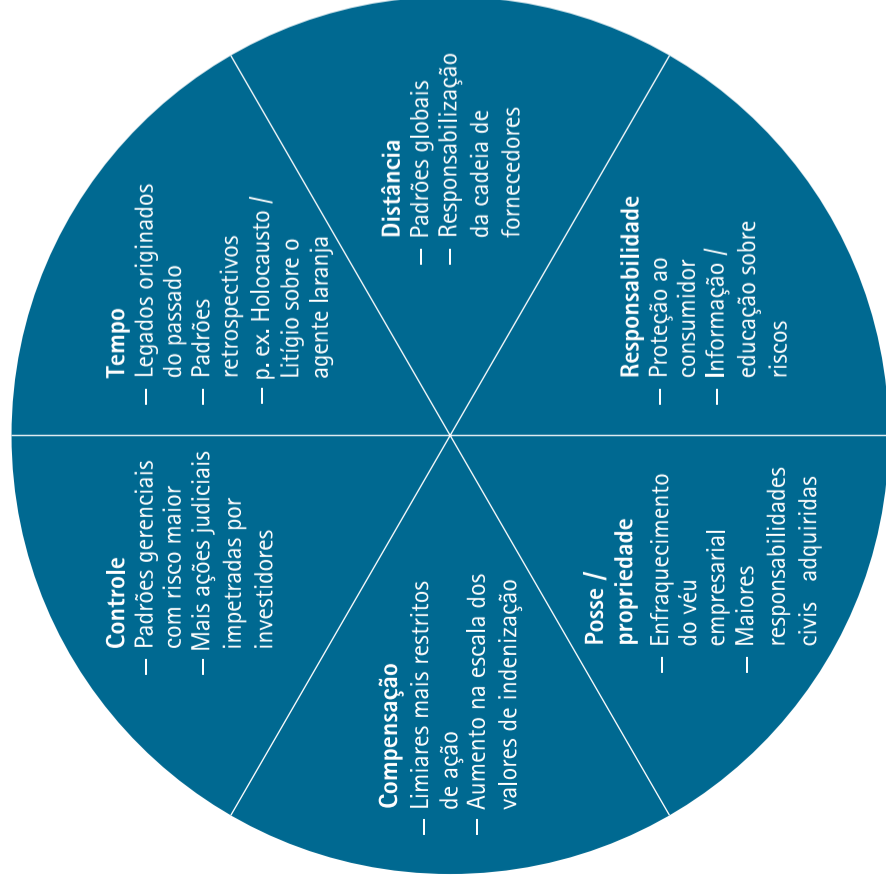 Tempo
– Legados originados
do passado
– Padrões
retrospectivos
– p. ex. Holocausto /
Litígio sobre o
agente laranja
Distância
– Padrões globais
– Responsabilização
da cadeia de
fornecedores
Responsabilidade
– Proteção ao
consumidor
– Informação /
educação sobre
riscos
Posse /
propriedade
– Enfraquecimento
do véu
empresarial
– Maiores
responsabilidades
civis adquiridas
Compensação
– Limiares mais restritos
de ação
– Aumento na escala dos
valores de indenização
Controle
– Padrões gerenciais
com risco maior
– Mais ações judiciais
impetradas por
investidores